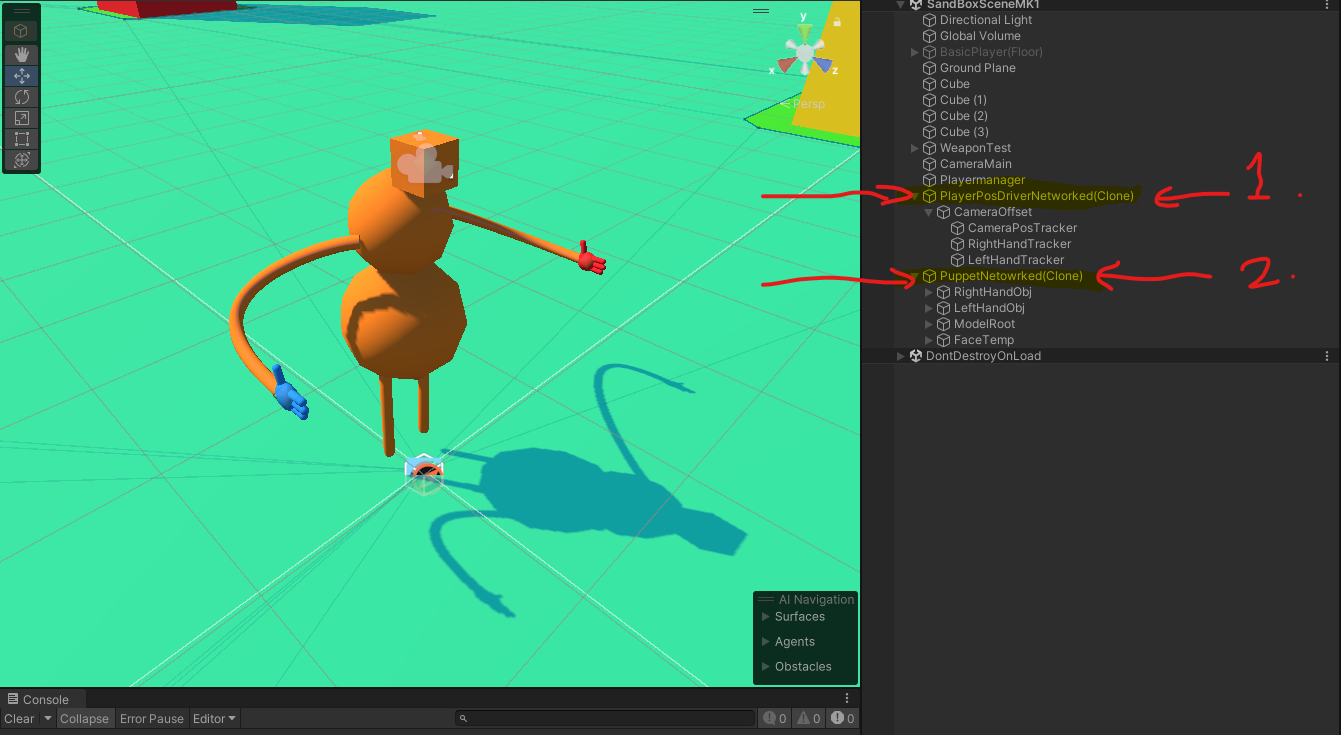 y
x
z
Persp
AI Navigation
Surfaces
Agents
Obstacles
Console
Clear
Collapse
Error Pause
Editor
0
0
0
SandBoxSceneMK1
Directional Light
Global Volume
BasicPlayer(Floor)
Ground Plane
Cube
Cube (1)
Cube (2)
Cube (3)
WeaponTest
CameraMain
Playermanager
PlayerPosDriverNetworked(Clone)
1.
CameraOffset
CameraPosTracker
RightHandTracker
LeftHandTracker
PuppetNetowrked(Clone)
2.
RightHandObj
LeftHandObj
ModelRoot
FaceTemp
DontDestroyOnLoad